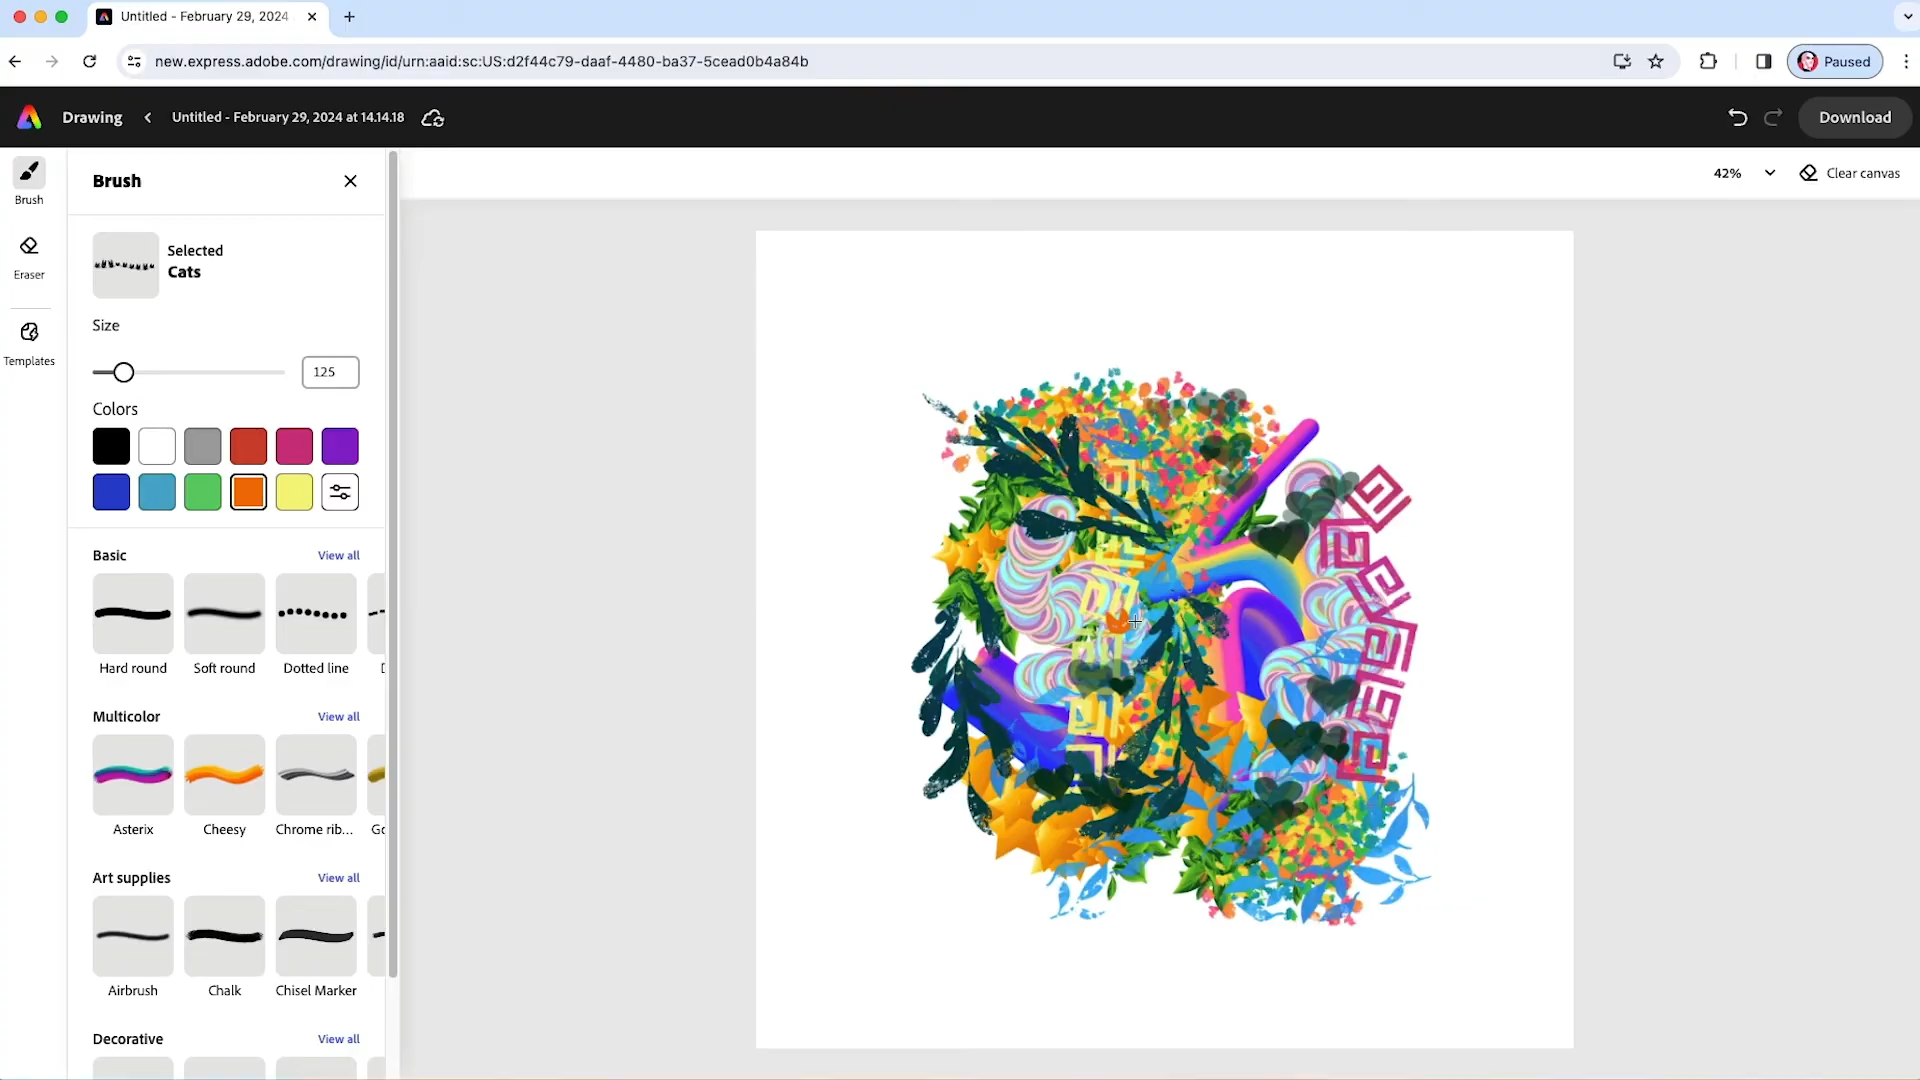 Untitled - February 29, 2024
new.express.adobe.com/drawing/id/urn:aaid:sc:US:d2f44c79-daaf-4480-ba37-5cead0b4a84b
Paused
Drawing
Untitled - February 29, 2024 at 14.14.18
Download
Brush
Eraser
Templates
Brush
Selected
Cats
Size
125
Colors
Basic View all
Hard round Soft round Dotted line
Multicolor View all
Asterix Cheesy Chrome rib...
Art supplies View all
Airbrush Chalk Chisel Marker
Decorative View all
42%
Clear canvas